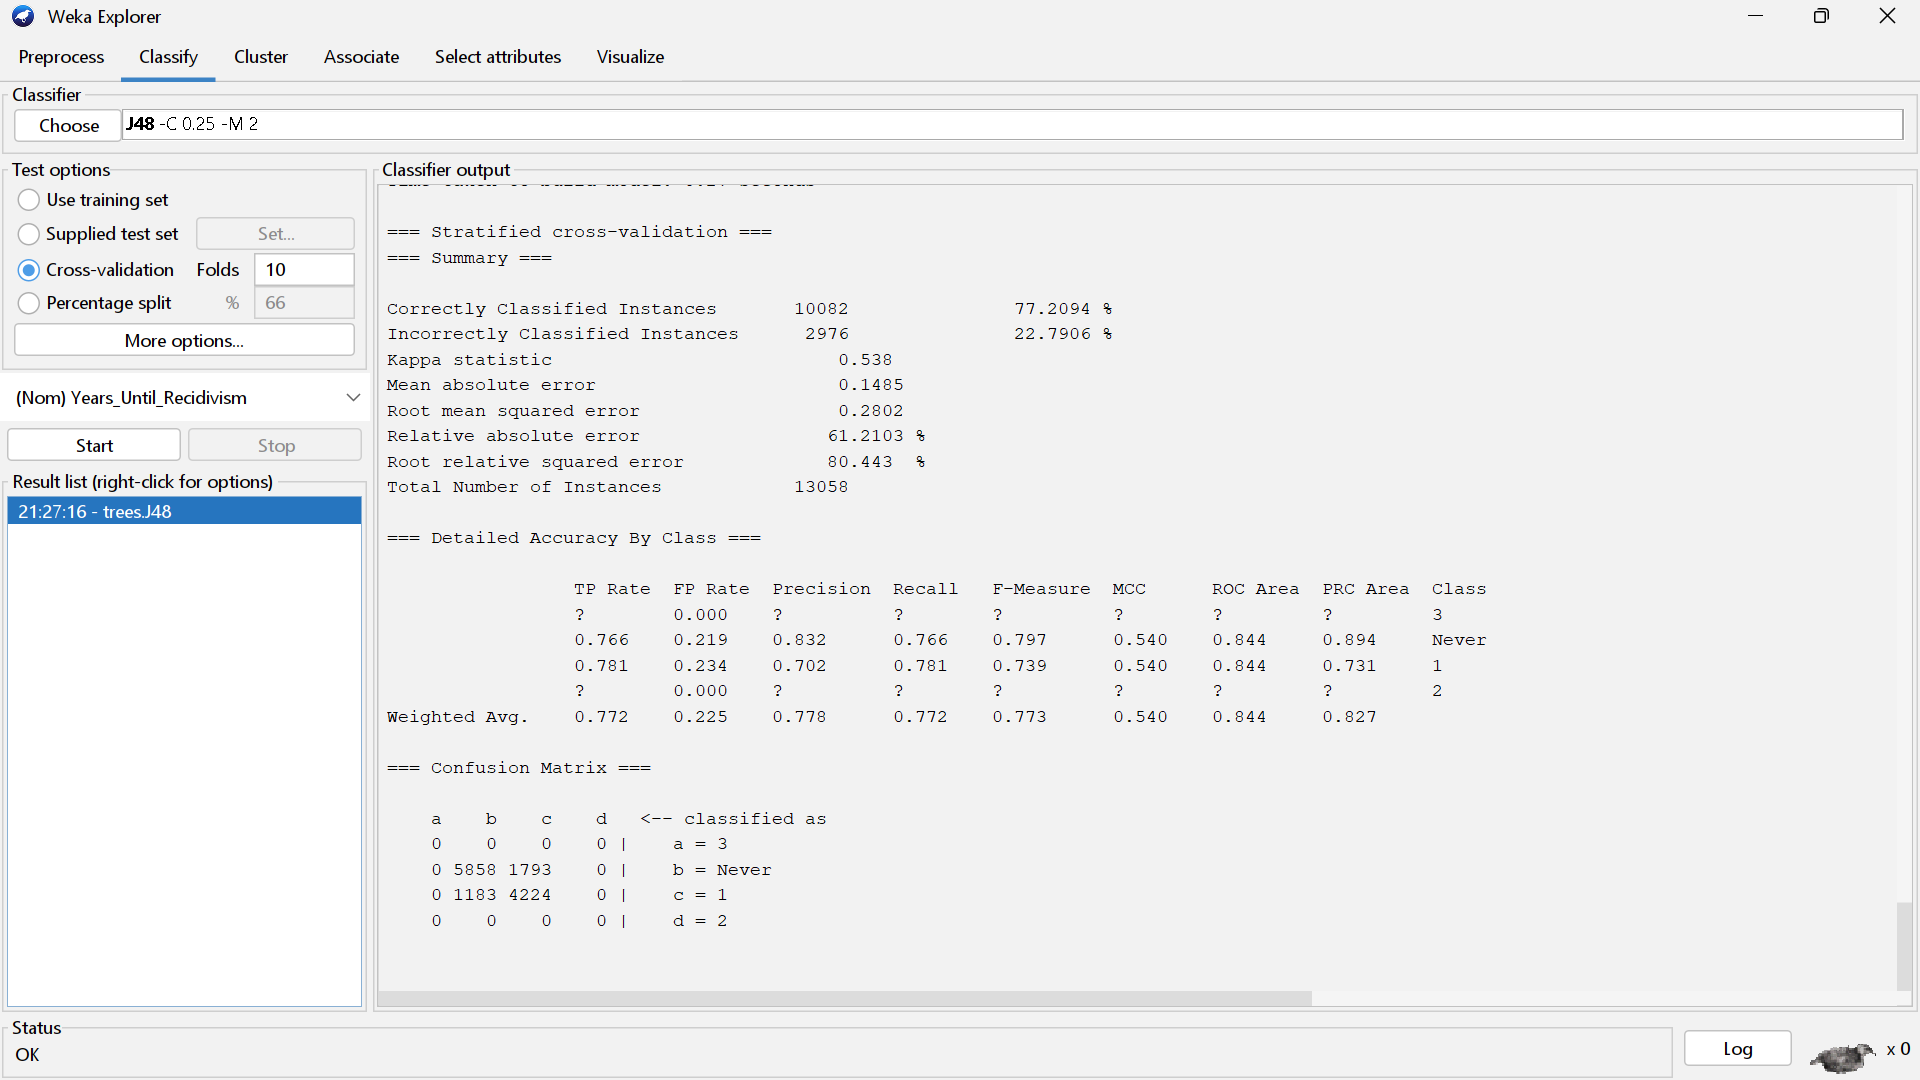 Weka Explorer
Preprocess Classify Cluster Associate Select attributes Visualize
Classifier
Choose J48 -C 0.25 -M 2
Test options
Use training set
Supplied test set Set...
Cross-validation Folds 10
Percentage split % 66
More options...
(Nom) Years_Until_Recidivism
Start Stop
Result list (right-click for options)
21:27:16 - trees.J48
Classifier output
=== Stratified cross-validation ===
=== Summary ===
Correctly Classified Instances 10082 77.2094 %
Incorrectly Classified Instances 2976 22.7906 %
Kappa statistic 0.538
Mean absolute error 0.1485
Root mean squared error 0.2802
Relative absolute error 61.2103 %
Root relative squared error 80.443 %
Total Number of Instances 13058
=== Detailed Accuracy By Class ===
TP Rate FP Rate Precision Recall F-Measure MCC ROC Area PRC Area Class
? 0.000 ? ? ? ? ? ? 3
0.766 0.219 0.832 0.766 0.797 0.540 0.844 0.894 Never
0.781 0.234 0.702 0.781 0.739 0.540 0.844 0.731 1
? 0.000 ? ? ? ? ? ? 2
Weighted Avg. 0.772 0.225 0.778 0.772 0.773 0.540 0.844 0.827
=== Confusion Matrix ===
a b c d <-- classified as
0 0 0 0 | a = 3
0 5858 1793 0 | b = Never
0 1183 4224 0 | c = 1
0 0 0 0 | d = 2
Status
OK
Log x 0